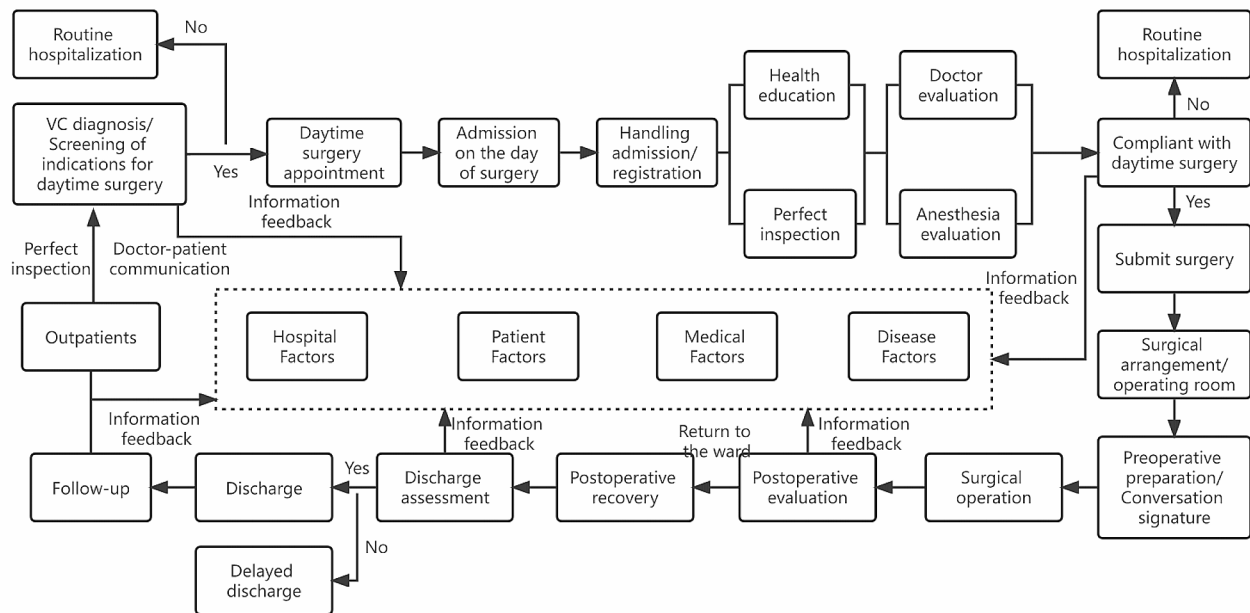 Routine
hospitalization
No
VC diagnosis/
Screening of
indications for
daytime surgery
Yes
Daytime
surgery
appointment
Admission
on the day
of surgery
Handling
admission/
registration
Health
education
Perfect
inspection
Doctor
evaluation
Anesthesia
evaluation
Routine
hospitalization
No
Compliant with
daytime surgery
Yes
Submit surgery
Information
feedback
Information
feedback
Perfect
inspection
Doctor-patient
communication
Outpatients
Hospital
Factors
Patient
Factors
Medical
Factors
Disease
Factors
Surgical
arrangement/
operating room
Information
feedback
Information
feedback
Return to
the ward
Information
feedback
Follow-up
Discharge
Yes
Discharge
assessment
Postoperative
recovery
Postoperative
evaluation
Surgical
operation
Preoperative
preparation/
Conversation
signature
No
Delayed
discharge